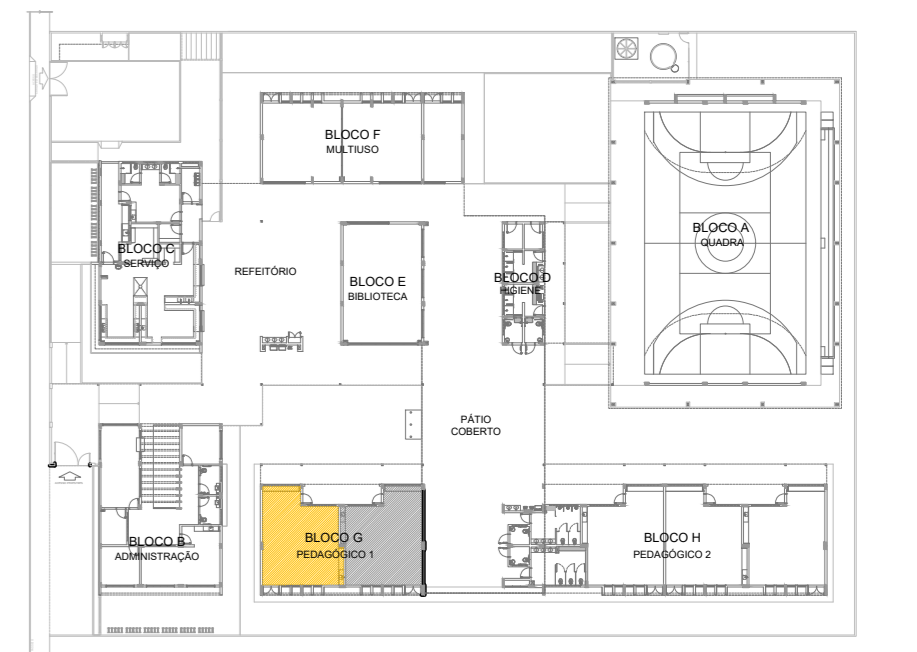 BLOCO F
MULTIUSO
BLOCO A
QUADRA
BLOCO C
SERVIÇO
REFEITÓRIO
BLOCO E
BIBLIOTECA
BLOCO D
HIGIENE
PÁTIO
COBERTO
BLOCO B
ADMINISTRAÇÃO
BLOCO G
PEDAGÓGICO 1
BLOCO H
PEDAGÓGICO 2